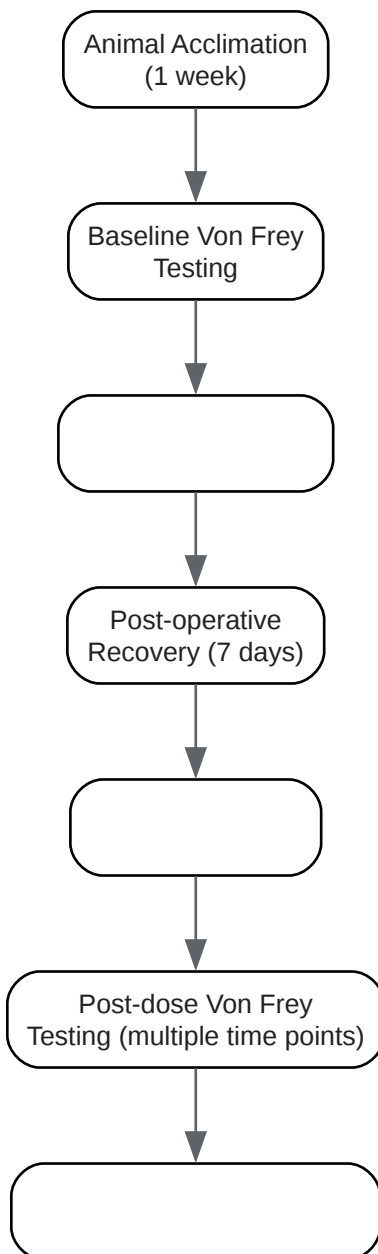 Animal Acclimation
(1 week)
Baseline Von Frey
Testing
Post-operative
Recovery (7 days)
Post-dose Von Frey
Testing (multiple time points)